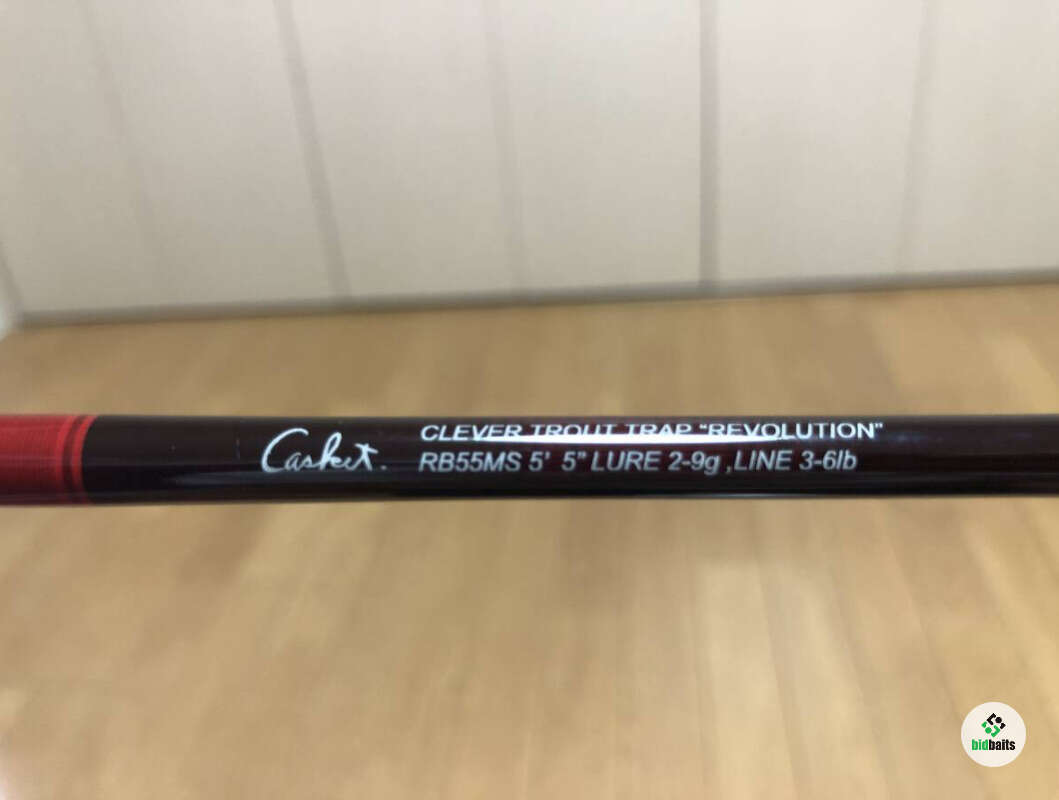 Casket.
CLEVER TROUT TRAP "REVOLUTION"
RB55MS 5' 5" LURE 2-9g ,LINE 3-6lb
bidbaits